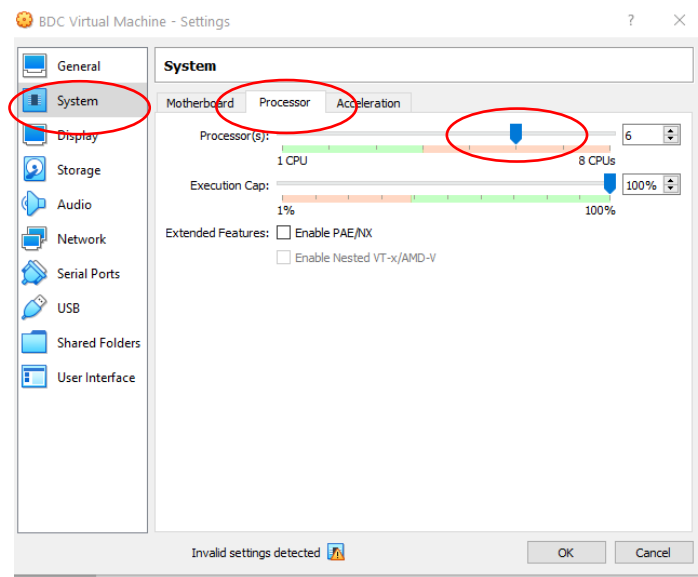 BDC Virtual Machine - Settings ? ×
General
System
Display
Storage
Audio
Network
Serial Ports
USB
Shared Folders
User Interface
System
Motherboard Processor Acceleration
Processor(s): 6
1 CPU 8 CPUs
Execution Cap: 100%
1% 100%
Extended Features: Enable PAE/NX
Enable Nested VT-x/AMD-V
Invalid settings detected OK Cancel